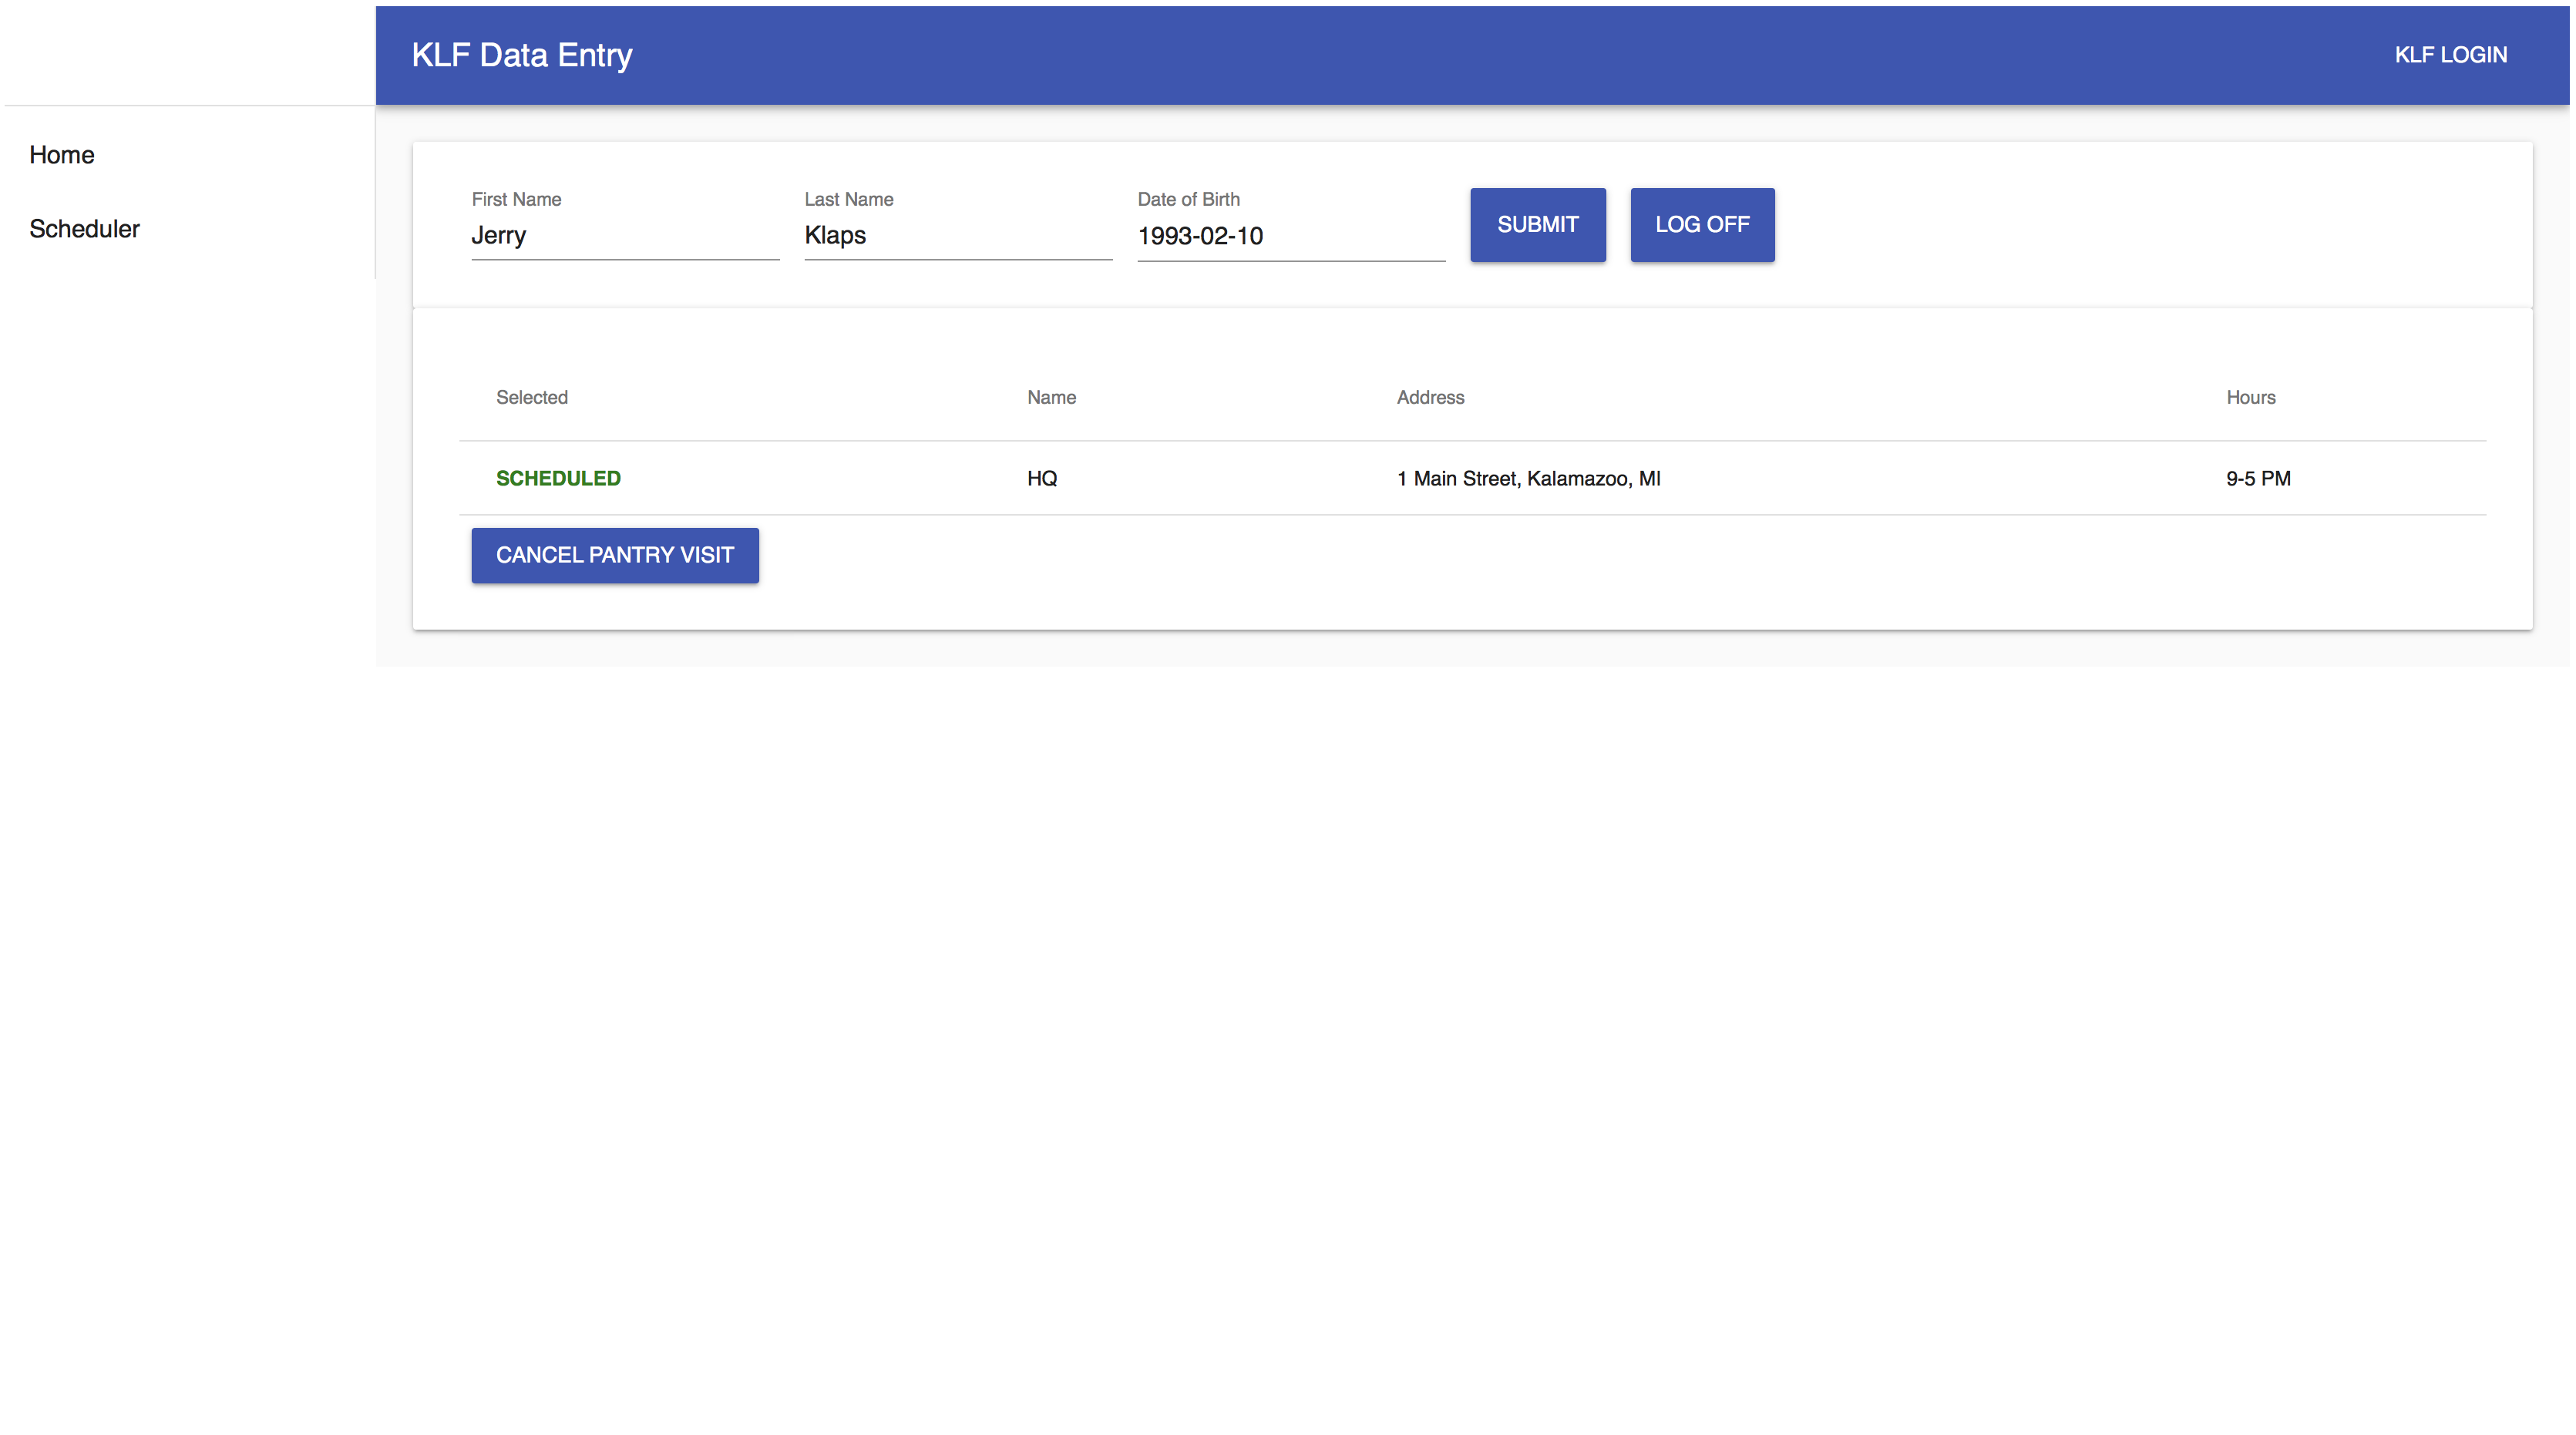 KLF Data Entry
KLF LOGIN
Home
Scheduler
First Name
Last Name
Date of Birth
Jerry
Klaps
1993-02-10
SUBMIT
LOG OFF
Selected Name Address Hours
SCHEDULED HQ 1 Main Street, Kalamazoo, MI 9-5 PM
CANCEL PANTRY VISIT